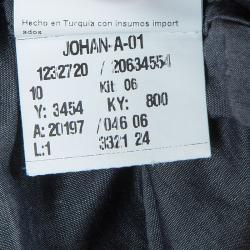 Hecho en Turquía con insumos import
ados
JOHAN-A-01
1232720 / 20634554
10 Kit 06
Y: 3454 KY: 800
A: 20197 / 046 06
L:1 3321 24